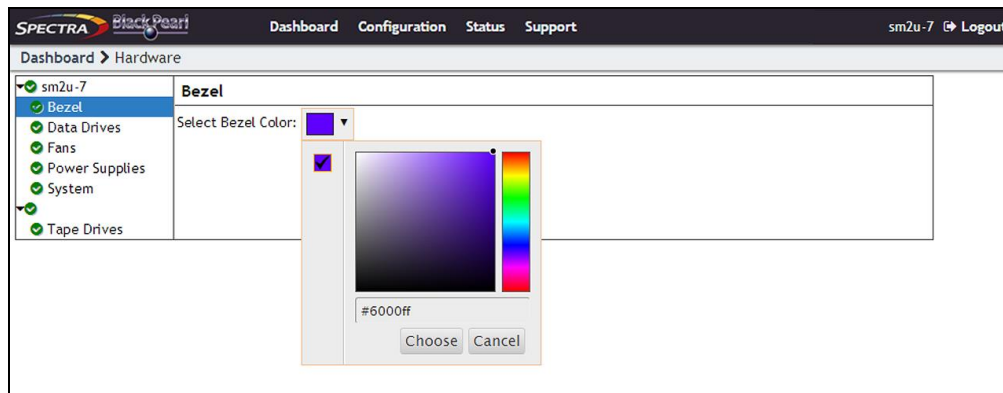 SPECTRA BlackPearl Dashboard Configuration Status Support sm2u-7 Logout
Dashboard > Hardware
sm2u-7
Bezel
Data Drives
Fans
Power Supplies
System
Tape Drives
Bezel
Select Bezel Color:
#6000ff
Choose Cancel